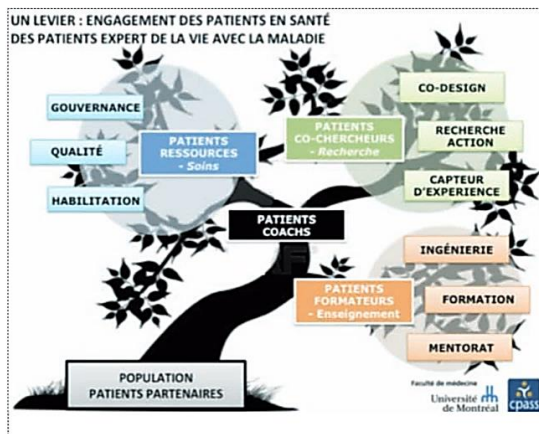 UN LEVIER : ENGAGEMENT DES PATIENTS EN SANTÉ
DES PATIENTS EXPERT DE LA VIE AVEC LA MALADIE
GOUVERNANCE
QUALITÉ
HABILITATION
PATIENTS
RESSOURCES
- Soins
PATIENTS
CO-CHERCHEURS
- Recherche
CO-DESIGN
RECHERCHE
ACTION
CAPTEUR
D'EXPERIENCE
PATIENTS
COACHS
PATIENTS
FORMATEURS
- Enseignement
INGÉNIERIE
FORMATION
MENTORAT
POPULATION
PATIENTS PARTENAIRES
Faculté de médecine
Université
de Montréal
cpass